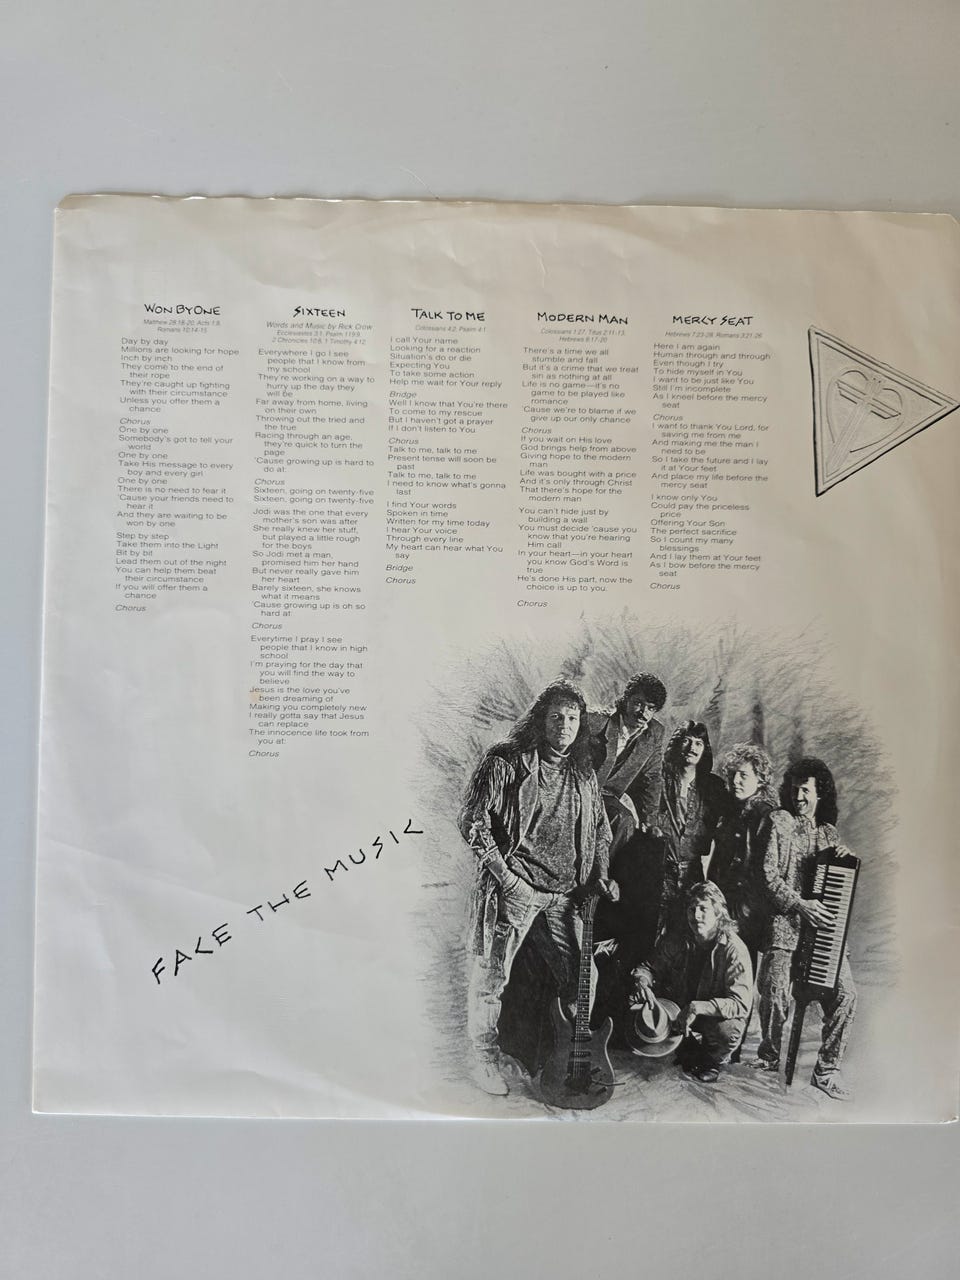 WON BY ONE
Matthew 28:18-20, Acts 1:8,
Romans 10:14-15
Day by day
Millions are looking for hope
Inch by inch
They come to the end of
their rope
They're caught up fighting
with their circumstance
Unless you offer them a
chance
Chorus
One by one
Somebody's got to tell your
world
One by one
Take His message to every
boy and every girl
One by one
There is no need to fear it
'Cause your friends need to
hear it
And they are waiting to be
won by one
Step by step
Take them into the Light
Bit by bit
Lead them out of the night
You can help them beat
their circumstance
If you will offer them a
chance
Chorus
SIXTEEN
Words and Music by Rick Crow
Ecclesiastes 3:1, Psalm 119:9,
2 Chronicles 10:8, 1 Timothy 4:12
Everywhere I go I see
people that I know from
my school
They're working on a way to
hurry up the day they
will be
Far away from home, living
on their own
Throwing out the tried and
the true
Racing through an age,
they're quick to turn the
page
'Cause growing up is hard to
do at:
Chorus
Sixteen, going on twenty-five
Sixteen, going on twenty-five
Jodi was the one that every
mother's son was after
She really knew her stuff,
but played a little rough
for the boys
So Jodi met a man,
promised him her hand
But never really gave him
her heart
Barely sixteen, she knows
what it means
'Cause growing up is oh so
hard at:
Chorus
Everytime I pray I see
people that I know in high
school
I'm praying for the day that
you will find the way to
believe
Jesus is the love you've
been dreaming of
Making you completely new
I really gotta say that Jesus
can replace
The innocence life took from
you at:
Chorus
TALK TO ME
Colossians 4:2, Psalm 4:1
I call Your name
Looking for a reaction
Situation's do or die
Expecting You
To take some action
Help me wait for Your reply
Bridge
Well I know that You're there
To come to my rescue
But I haven't got a prayer
If I don't listen to You
Chorus
Talk to me, talk to me
Present tense will soon be
past
Talk to me, talk to me
I need to know what's gonna
last
I find Your words
Spoken in time
Written for my time today
I hear Your voice
Through every line
My heart can hear what You
say
Bridge
Chorus
MODERN MAN
Colossians 1:27, Titus 2:11-13,
Hebrews 6:17-20
There's a time we all
stumble and fall
But it's a crime that we treat
sin as nothing at all
Life is no game—it's no
game to be played like
romance
'Cause we're to blame if we
give up our only chance
Chorus
If you wait on His love
God brings help from above
Giving hope to the modern
man
Life was bought with a price
And it's only through Christ
That there's hope for the
modern man
You can't hide just by
building a wall
You must decide 'cause you
know that you're hearing
Him call
In your heart—in your heart
you know God's Word is
true
He's done His part, now the
choice is up to you.
Chorus
MERCY SEAT
Hebrews 7:23-28, Romans 3:21-26
Here I am again
Human through and through
Even though I try
To hide myself in You
I want to be just like You
Still I'm incomplete
As I kneel before the mercy
seat
Chorus
I want to thank You Lord, for
saving me from me
And making me the man I
need to be
So I take the future and I lay
it at Your feet
And place my life before the
mercy seat
I know only You
Could pay the priceless
price
Offering Your Son
The perfect sacrifice
So I count my many
blessings
And I lay them at Your feet
As I bow before the mercy
seat
Chorus
FACE THE MUSIC
YAMAHA